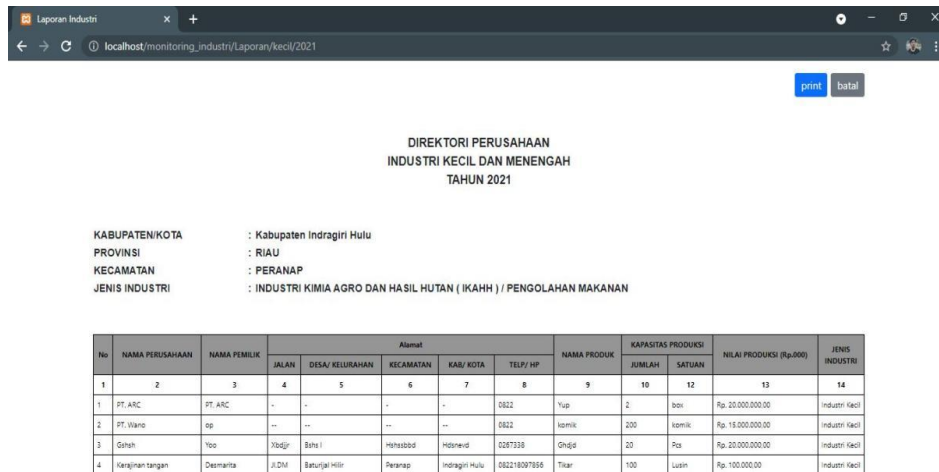 Laporan Industri
localhost/monitoring_industri/Laporan/kecil/2021
print batal
DIREKTORI PERUSAHAAN
INDUSTRI KECIL DAN MENENGAH
TAHUN 2021
KABUPATEN/KOTA : Kabupaten Indragiri Hulu
PROVINSI : RIAU
KECAMATAN : PERANAP
JENIS INDUSTRI : INDUSTRI KIMIA AGRO DAN HASIL HUTAN ( IKAHH ) / PENGOLAHAN MAKANAN
No NAMA PERUSAHAAN NAMA PEMILIK Alamat NAMA PRODUK KAPASITAS PRODUKSI NILAI PRODUKSI (Rp.000) JENIS INDUSTRI
JALAN DESA/ KELURAHAN KECAMATAN KAB/ KOTA TELP/ HP JUMLAH SATUAN
1 2 3 4 5 6 7 8 9 10 12 13 14
1 PT. ARC PT. ARC - - - - 0822 Yup 2 box Rp. 20.000.000,00 Industri Kecil
2 PT. Wano op -- -- -- -- 0822 komik 200 komik Rp. 15.000.000,00 Industri Kecil
3 Gshsh Yoo Xbdjjr Bshs l Hshssbbd Hdsnevd 0267338 Ghdjd 20 Pcs Rp. 20.000.000,00 Industri Kecil
4 Kerajinan tangan Desmarita Jl.DM Baturijal Hilir Peranap Indragiri Hulu 082218097856 Tikar 100 Lusin Rp. 100.000,00 Industri Kecil